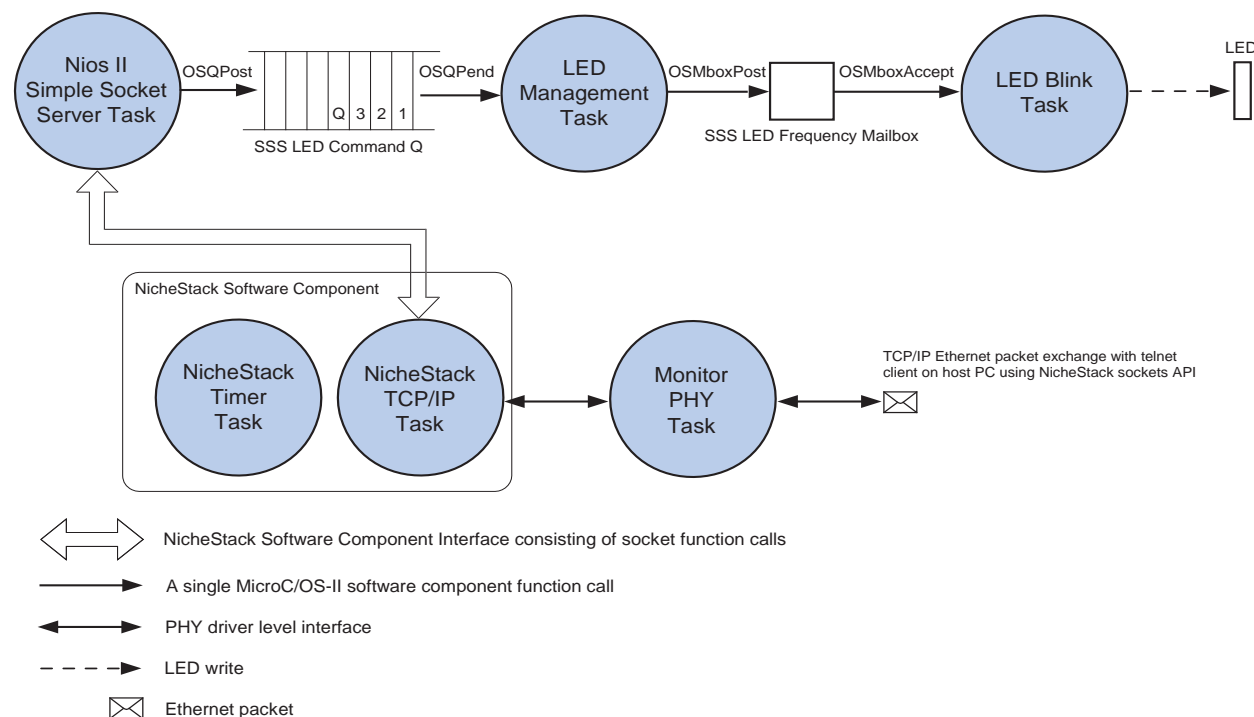 Nios II
Simple Socket
Server Task
OSQPost
Q 3 2 1
SSS LED Command Q
OSQPend
LED
Management
Task
OSMboxPost
SSS LED Frequency Mailbox
OSMboxAccept
LED Blink
Task
LED
NicheStack Software Component
NicheStack
Timer
Task
NicheStack
TCP/IP
Task
Monitor
PHY
Task
TCP/IP Ethernet packet exchange with telnet
client on host PC using NicheStack sockets API
NicheStack Software Component Interface consisting of socket function calls
A single MicroC/OS-II software component function call
PHY driver level interface
LED write
Ethernet packet